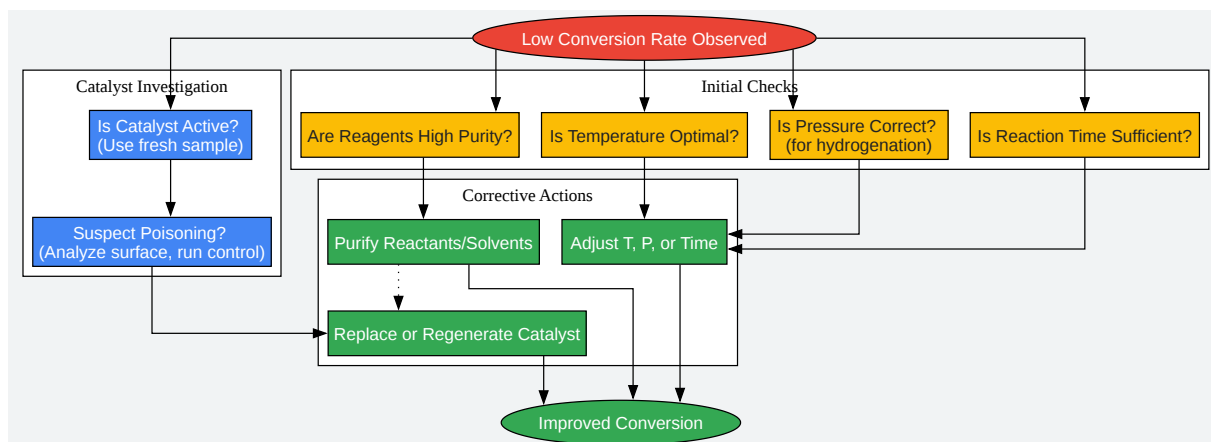 Low Conversion Rate Observed
Catalyst Investigation
Initial Checks
Is Catalyst Active?
(Use fresh sample)
Are Reagents High Purity?
Is Temperature Optimal?
Is Pressure Correct?
(for hydrogenation)
Is Reaction Time Sufficient?
Corrective Actions
Suspect Poisoning?
(Analyze surface, run control)
Purify Reactants/Solvents
Adjust T, P, or Time
Replace or Regenerate Catalyst
Improved Conversion